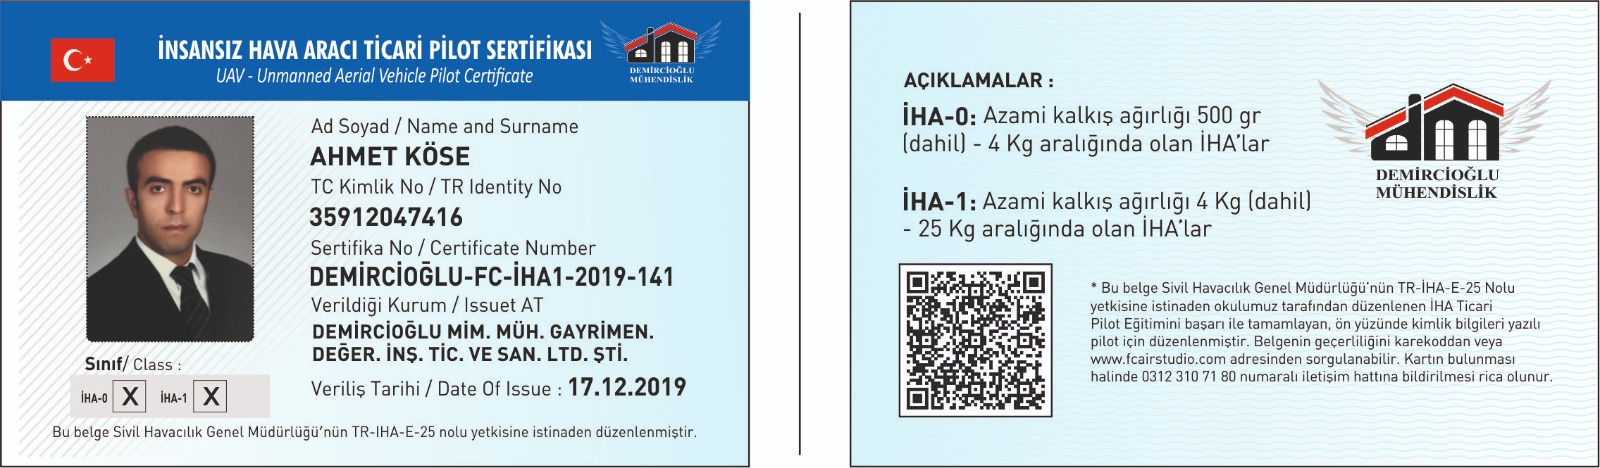 İNSANSIZ HAVA ARACI TİCARİ PİLOT SERTİFİKASI
UAV - Unmanned Aerial Vehicle Pilot Certificate
DEMİRCİOĞLU
MÜHENDİSLİK
Ad Soyad / Name and Surname
AHMET KÖSE
TC Kimlik No / TR Identity No
35912047416
Sertifika No / Certificate Number
DEMİRCİOĞLU-FC-İHA1-2019-141
Verildiği Kurum / Issuet AT
DEMİRCİOĞLU MİM. MÜH. GAYRİMEN.
DEĞER. İNŞ. TİC. VE SAN. LTD. ŞTİ.
Veriliş Tarihi / Date Of Issue : 17.12.2019
Sınıf/ Class :
İHA-0 X İHA-1 X
Bu belge Sivil Havacılık Genel Müdürlüğü'nün TR-IHA-E-25 nolu yetkisine istinaden düzenlenmiştir.
AÇIKLAMALAR :
İHA-0: Azami kalkış ağırlığı 500 gr
(dahil) - 4 Kg aralığında olan İHA'lar
İHA-1: Azami kalkış ağırlığı 4 Kg (dahil)
- 25 Kg aralığında olan İHA'lar
DEMİRCİOĞLU
MÜHENDİSLİK
* Bu belge Sivil Havacılık Genel Müdürlüğü'nün TR-İHA-E-25 Nolu
yetkisine istinaden okulumuz tarafından düzenlenen İHA Ticari
Pilot Eğitimini başarı ile tamamlayan, ön yüzünde kimlik bilgileri yazılı
pilot için düzenlenmiştir. Belgenin geçerliliğini karekoddan veya
www.fcairstudio.com adresinden sorgulanabilir. Kartın bulunması
halinde 0312 310 71 80 numaralı iletişim hattına bildirilmesi rica olunur.